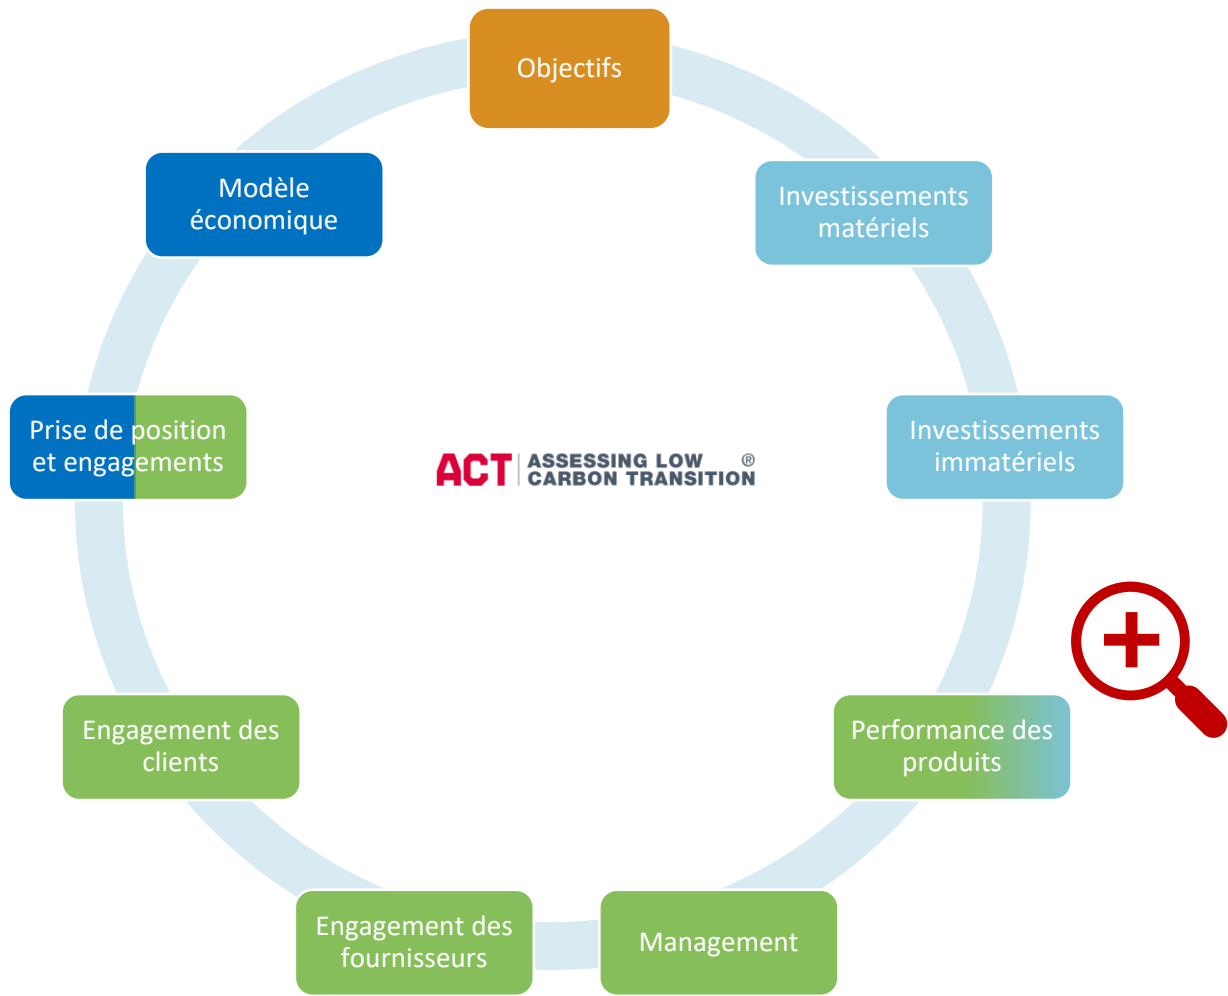 Objectifs
Modèle
économique
Investissements
matériels
Prise de position
et engagements
ACT ASSESSING LOW ®
CARBON TRANSITION
Investissements
immatériels
Engagement des
clients
Performance des
produits
Engagement des
fournisseurs
Management